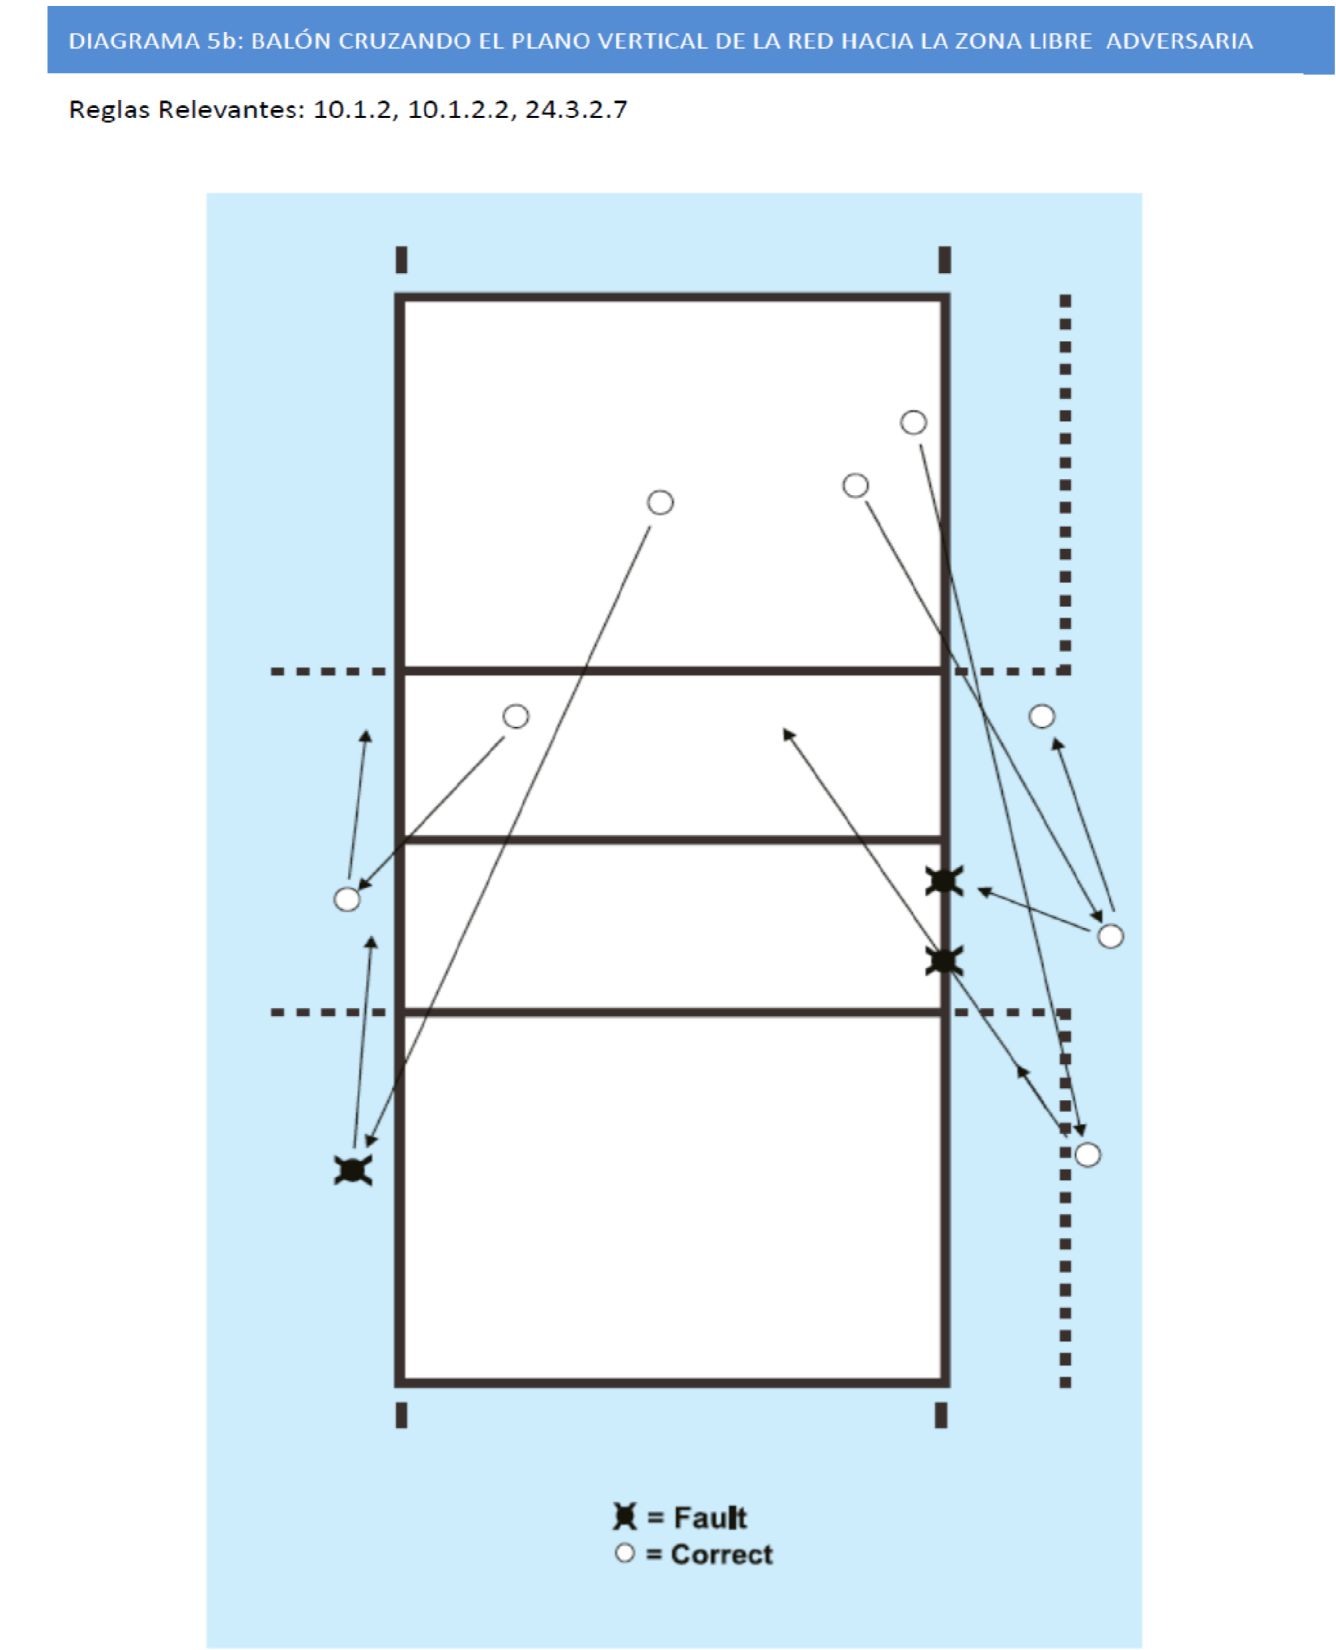 DIAGRAMA 5b: BALÓN CRUZANDO EL PLANO VERTICAL DE LA RED HACIA LA ZONA LIBRE ADVERSARIA
Reglas Relevantes: 10.1.2, 10.1.2.2, 24.3.2.7
= Fault
= Correct